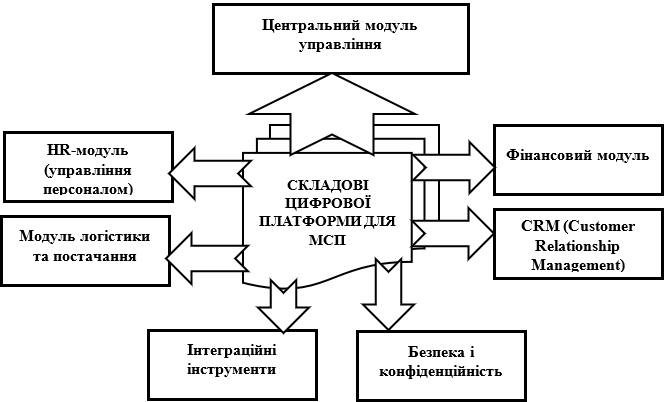 Центральний модуль
управління
HR-модуль
(управління
персоналом)
Фінансовий модуль
СКЛАДОВІ
ЦИФРОВОЇ
ПЛАТФОРМИ ДЛЯ
МСП
Модуль логістики
та постачання
CRM (Customer
Relationship
Management)
Інтеграційні
інструменти
Безпека і
конфіденційність